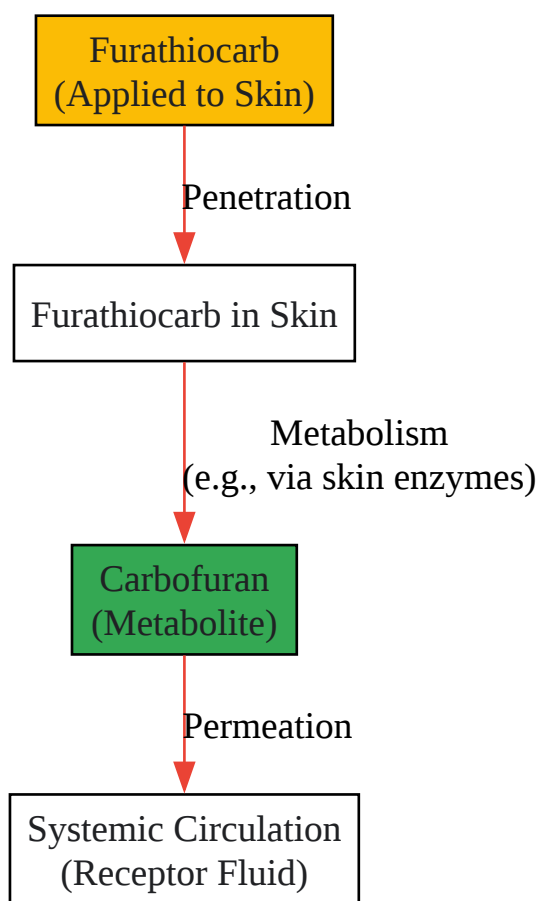 Furathiocarb
(Applied to Skin)
Penetration
Furathiocarb in Skin
Metabolism
(e.g., via skin enzymes)
Carbofuran
(Metabolite)
Permeation
Systemic Circulation
(Receptor Fluid)